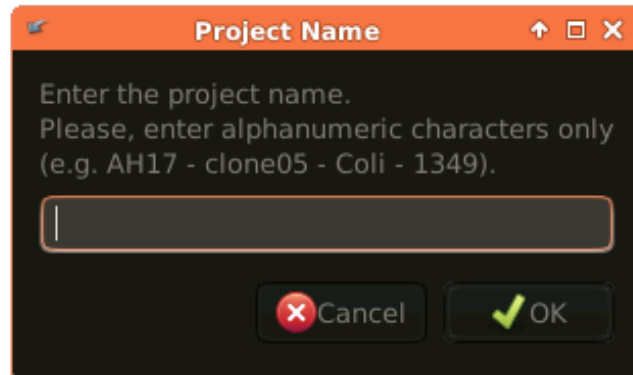 Project Name
Enter the project name.
Please, enter alphanumeric characters only
(e.g. AH17 - clone05 - Coli - 1349).
Cancel
OK